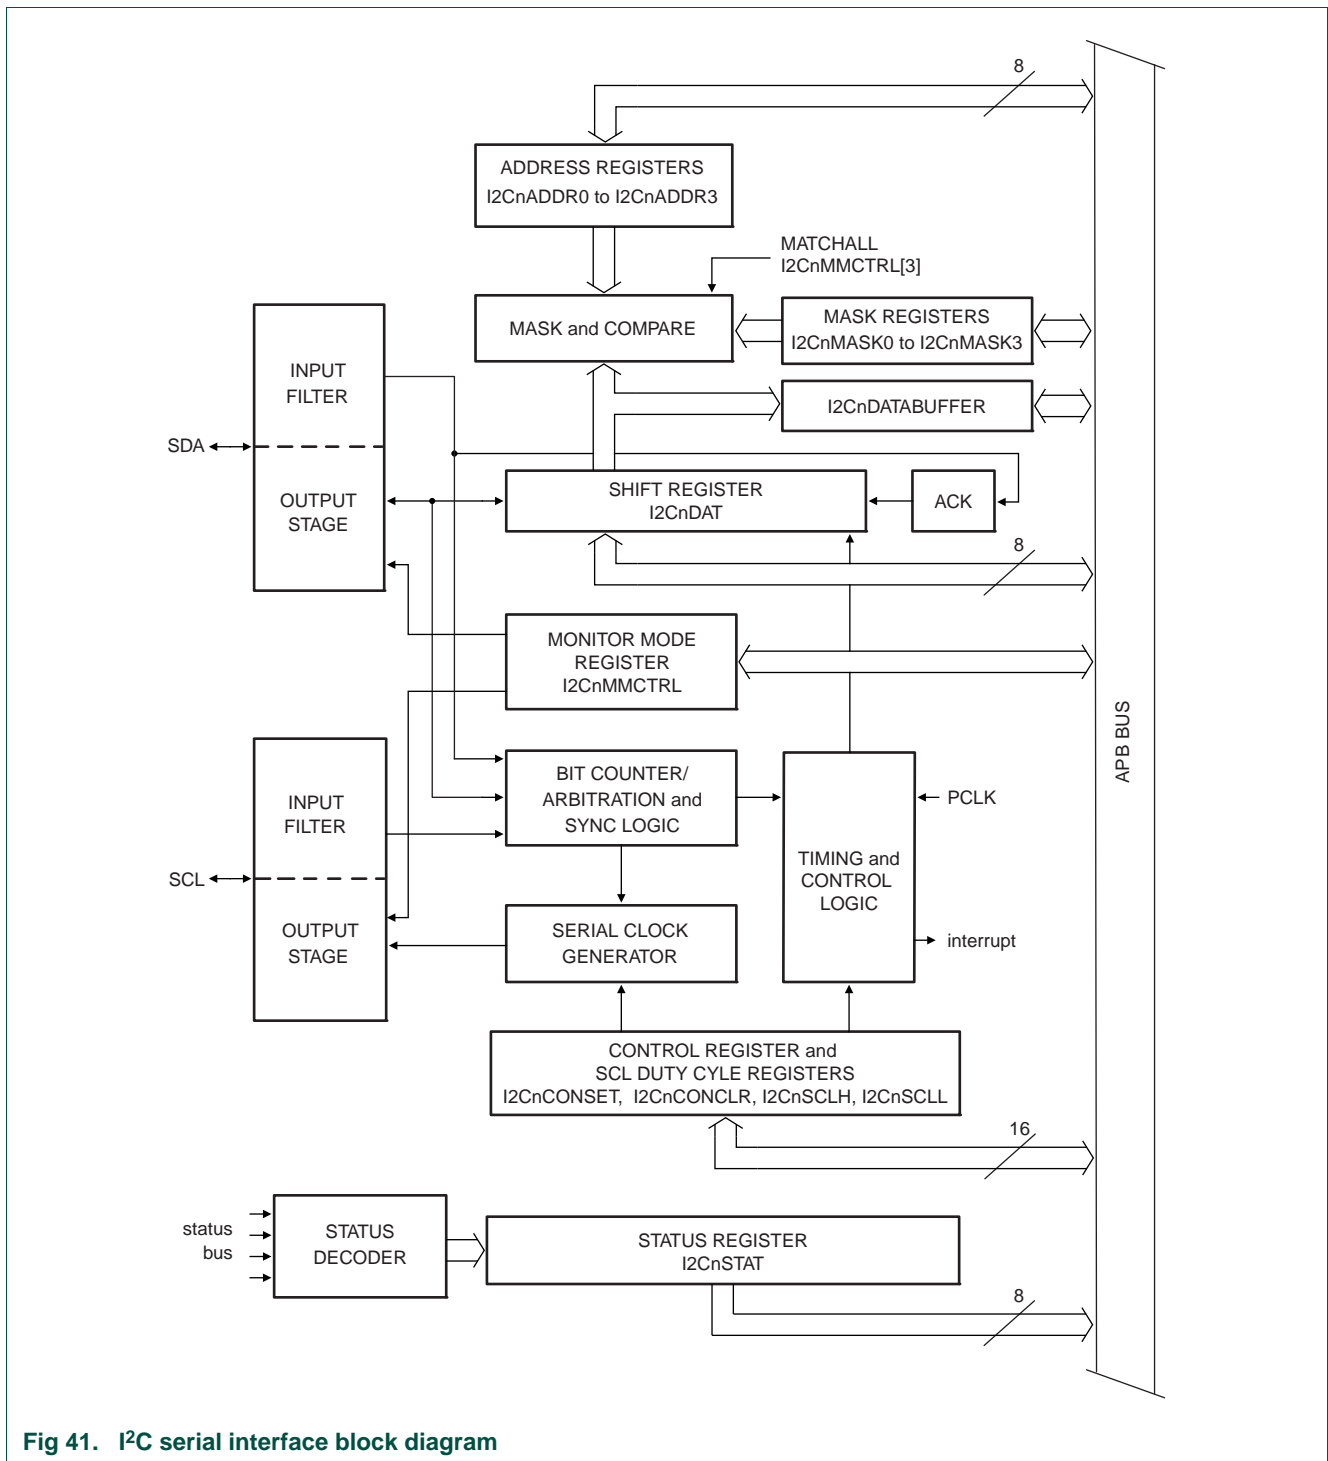 8
ADDRESS REGISTERS
I2CnADDR0 to I2CnADDR3
MATCHALL
I2CnMMCTRL[3]
MASK and COMPARE
MASK REGISTERS
I2CnMASK0 to I2CnMASK3
INPUT
FILTER
I2CnDATABUFFER
SDA
OUTPUT
STAGE
SHIFT REGISTER
I2CnDAT
ACK
8
MONITOR MODE
REGISTER
I2CnMMCTRL
APB BUS
BIT COUNTER/
ARBITRATION and
SYNC LOGIC
PCLK
INPUT
FILTER
TIMING and
CONTROL
LOGIC
SCL
OUTPUT
STAGE
SERIAL CLOCK
GENERATOR
interrupt
CONTROL REGISTER and
SCL DUTY CYLE REGISTERS
I2CnCONSET, I2CnCONCLR, I2CnSCLH, I2CnSCLL
16
status
bus
STATUS
DECODER
STATUS REGISTER
I2CnSTAT
8
Fig 41. I²C serial interface block diagram